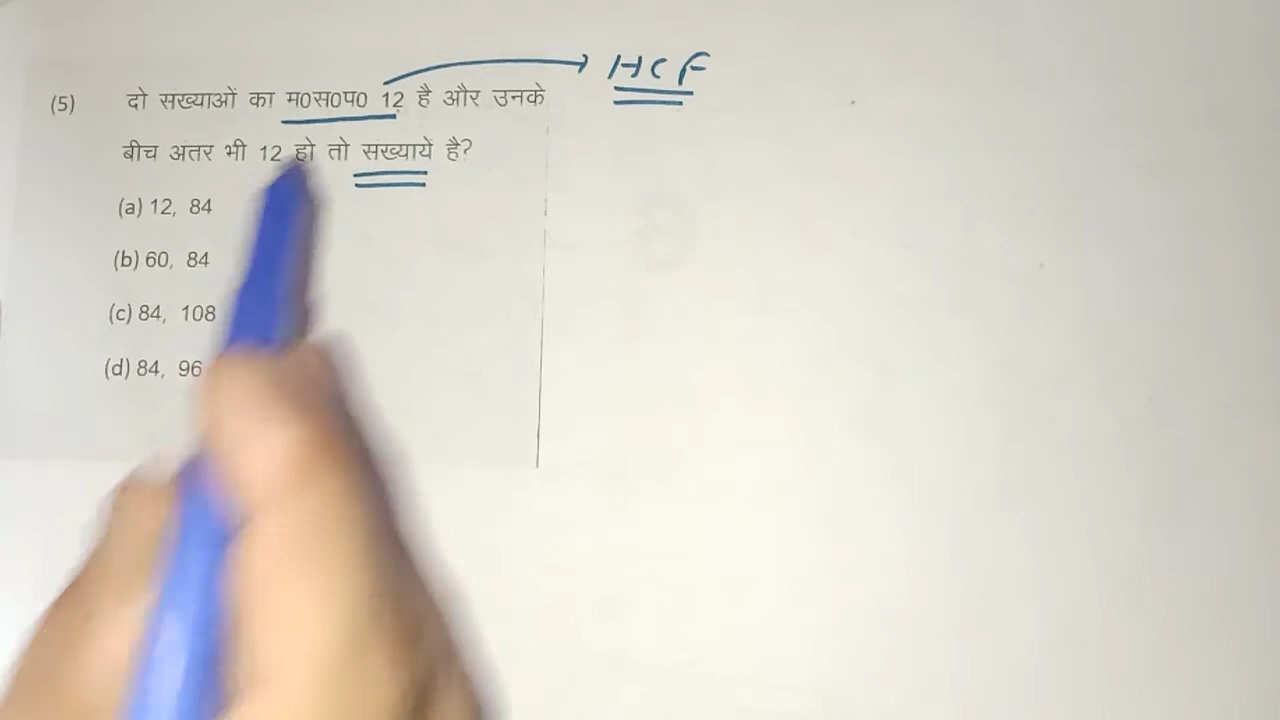 HCF
(5) दो सख्याओं का म0स0प0 12 है और उनके
बीच अंतर भी 12 हो तो सख्यायें है?
(a) 12, 84
(b) 60, 84
(c) 84, 108
(d) 84, 96